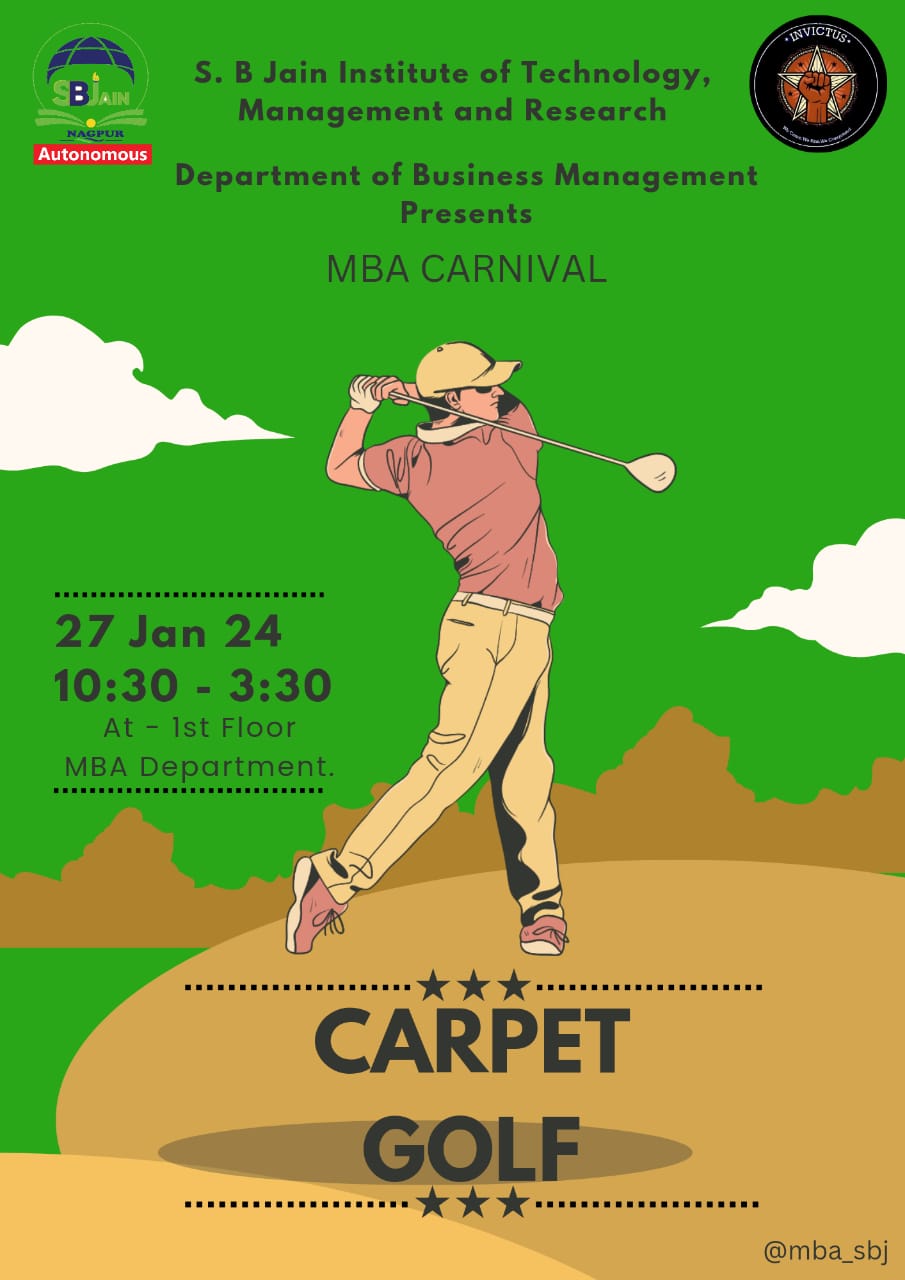 SBJAIN
NAGPUR
Autonomous
INVICTUS
S. B Jain Institute of Technology,
Management and Research
Department of Business Management
Presents
MBA CARNIVAL
27 Jan 24
10:30 - 3:30
At - 1st Floor
MBA Department.
CARPET
GOLF
@mba_sbj